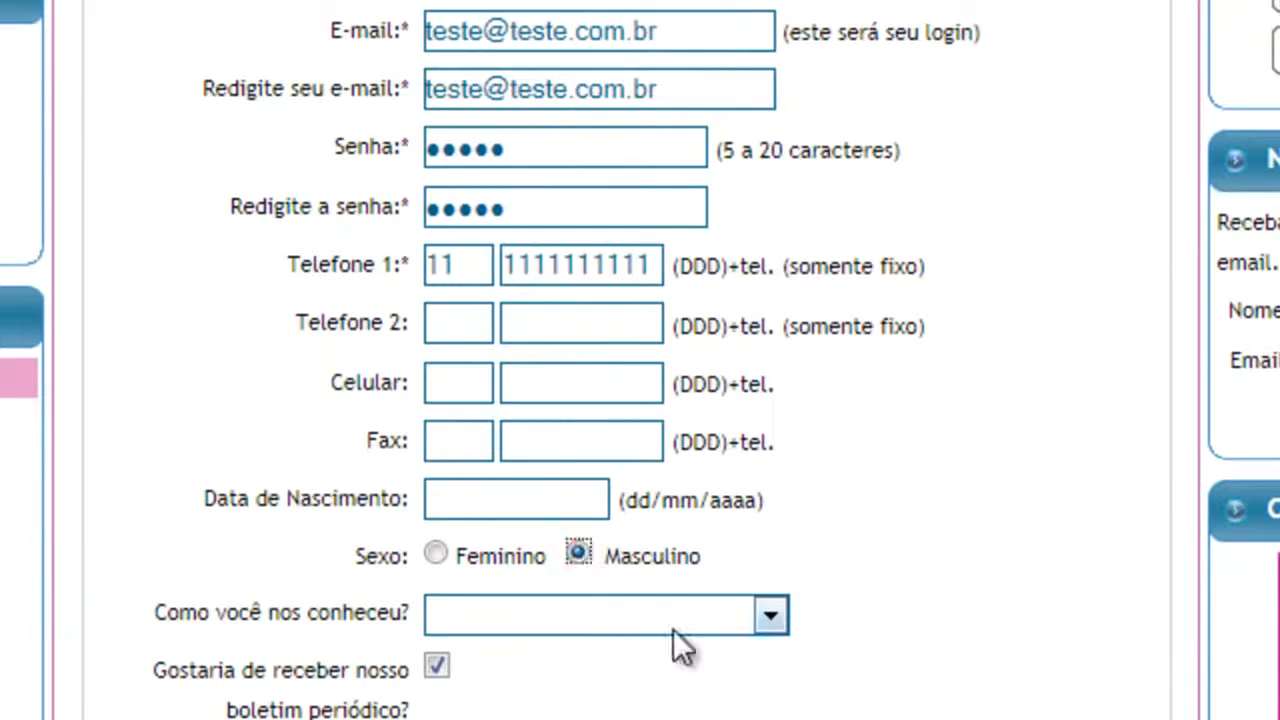 E-mail:* teste@teste.com.br (este será seu login)
Redigite seu e-mail:* teste@teste.com.br
Senha:* ●●●●● (5 a 20 caracteres)
Redigite a senha:* ●●●●●
Telefone 1:* 11 1111111111 (DDD)+tel. (somente fixo)
Telefone 2: (DDD)+tel. (somente fixo)
Celular: (DDD)+tel.
Fax: (DDD)+tel.
Data de Nascimento: (dd/mm/aaaa)
Sexo: Feminino Masculino
Como você nos conheceu?
Gostaria de receber nosso
boletim periódico?
N
Receba
email.
Nome
Email